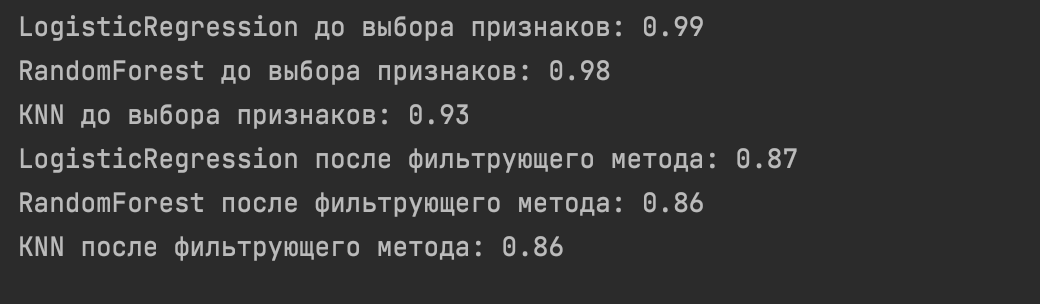 LogisticRegression до выбора признаков: 0.99
RandomForest до выбора признаков: 0.98
KNN до выбора признаков: 0.93
LogisticRegression после фильтрующего метода: 0.87
RandomForest после фильтрующего метода: 0.86
KNN после фильтрующего метода: 0.86